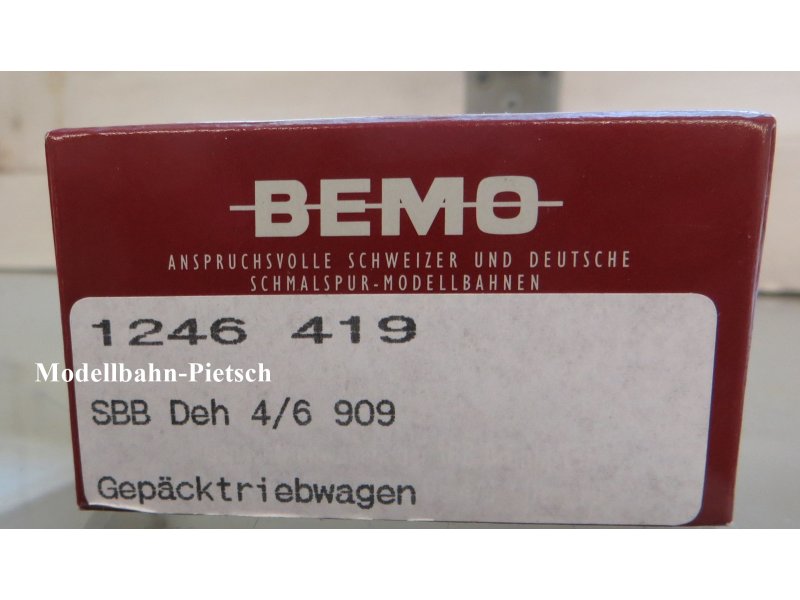 BEMO
ANSPRUCHSVOLLE SCHWEIZER UND DEUTSCHE
SCHMALSPUR-MODELLBAHNEN
1246 419
Modellbahn-Pietsch
SBB Deh 4/6 909
Gepäcktriebwagen